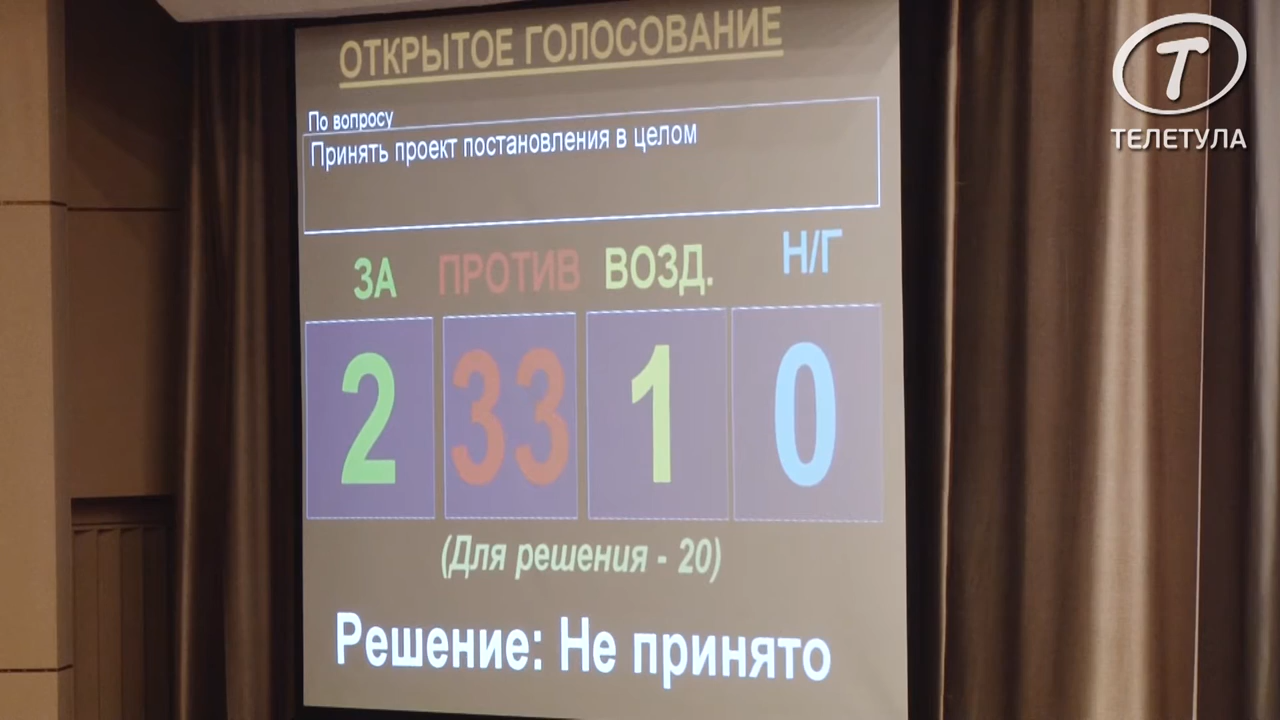 ОТКРЫТОЕ ГОЛОСОВАНИЕ
По вопросу
Принять проект постановления в целом
ЗА ПРОТИВ ВОЗД. Н/Г
2 33 1 0
(Для решения - 20)
Решение: Не принято
Т
ТЕЛЕТУЛА